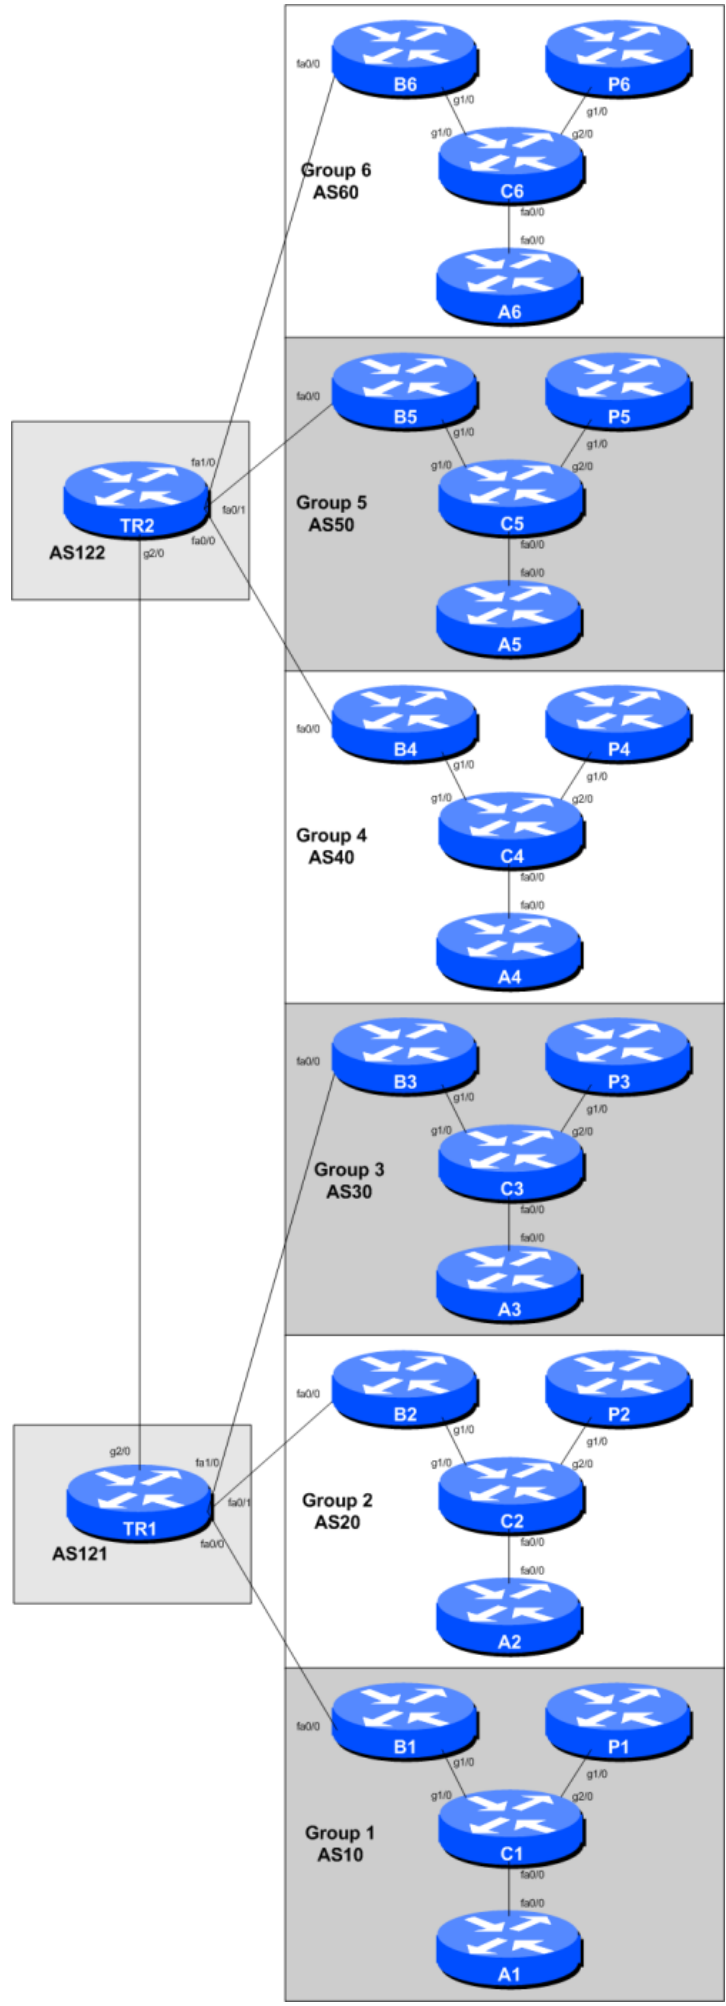 fa0/0
B6
P6
g1/0
g1/0
g1/0
g2/0
Group 6
AS60
C6
fa0/0
fa0/0
A6
fa0/0
B5
P5
g1/0
g1/0
g1/0
g2/0
Group 5
AS50
C5
fa0/0
fa0/0
A5
fa1/0
fa0/1
TR2
fa0/0
AS122
g2/0
fa0/0
B4
P4
g1/0
g1/0
g1/0
g2/0
Group 4
AS40
C4
fa0/0
fa0/0
A4
fa0/0
B3
P3
g1/0
g1/0
g1/0
g2/0
Group 3
AS30
C3
fa0/0
fa0/0
A3
fa0/0
B2
P2
g1/0
g1/0
g1/0
g2/0
Group 2
AS20
C2
fa0/0
fa0/0
A2
g2/0
fa1/0
fa0/1
TR1
fa0/0
AS121
fa0/0
B1
P1
g1/0
g1/0
g1/0
g2/0
Group 1
AS10
C1
fa0/0
fa0/0
A1